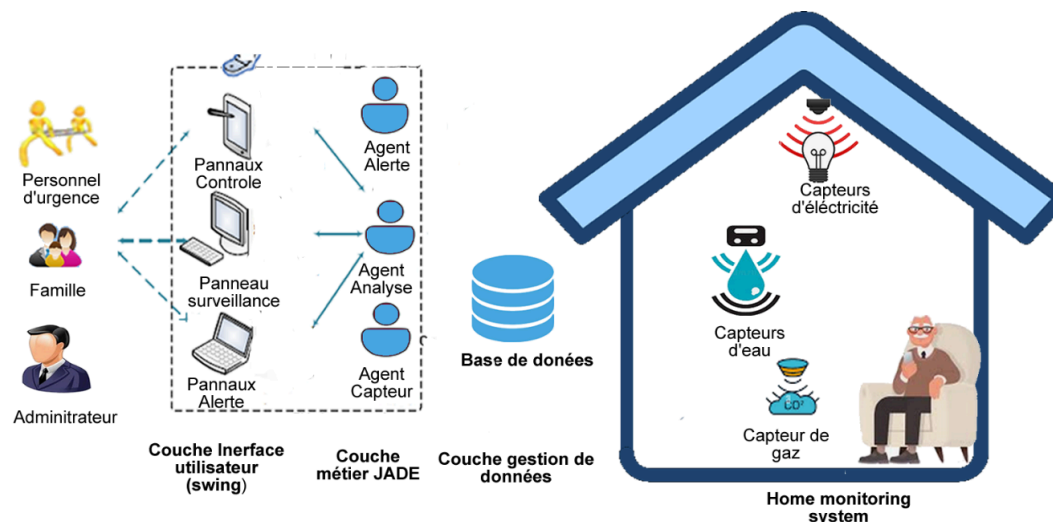 Personnel
d'urgence
Famille
Adminitrateur
Pannaux
Controle
Panneau
surveillance
Pannaux
Alerte
Couche Inerface
utilisateur
(swing)
Agent
Alerte
Agent
Analyse
Agent
Capteur
Couche
métier JADE
Base de donées
Couche gestion de
données
Capteurs
d'éléctricité
Capteurs
d'eau
CO²
Capteur de
gaz
Home monitoring
system